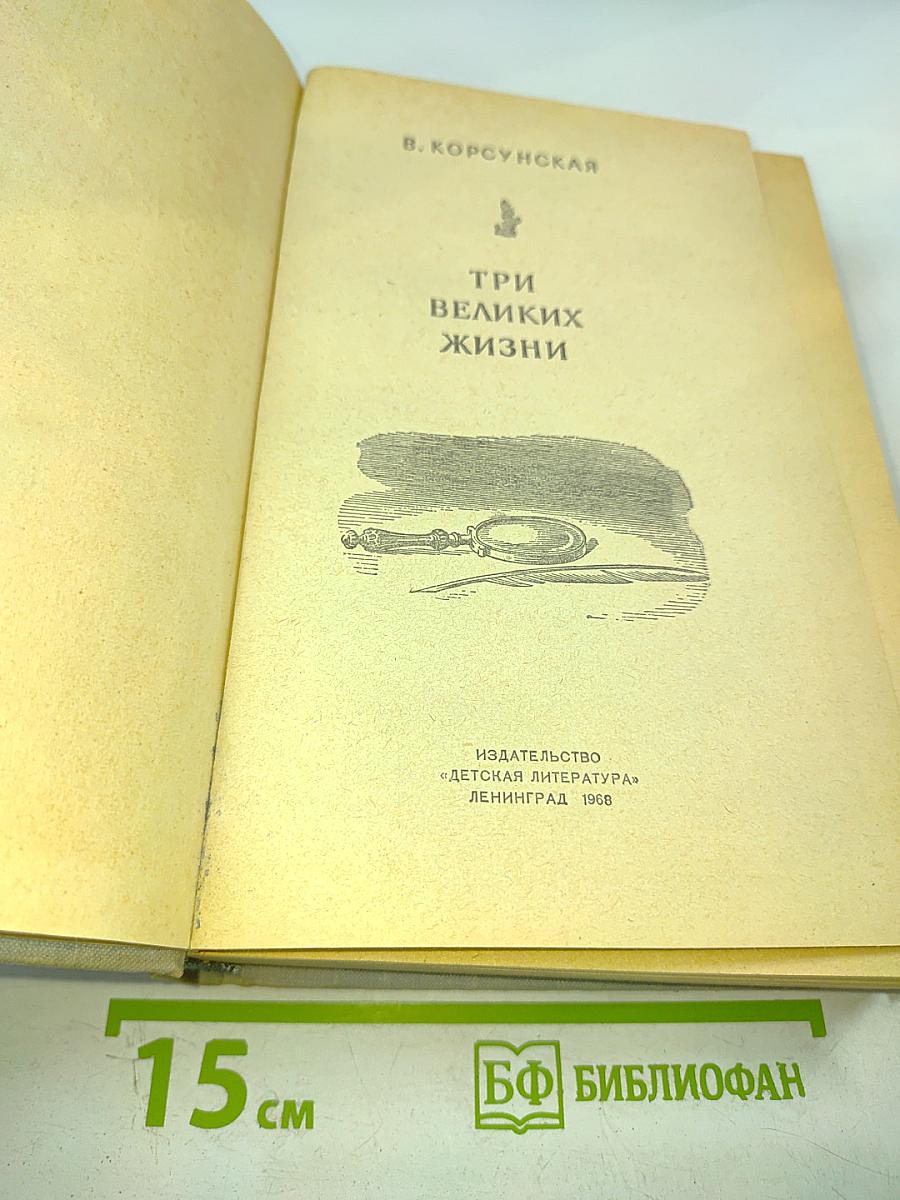 В. КОРСУНСКАЯ
ТРИ
ВЕЛИКИХ
ЖИЗНИ
ИЗДАТЕЛЬСТВО
«ДЕТСКАЯ ЛИТЕРАТУРА»
ЛЕНИНГРАД 1968
15 см
БФ БИБЛИОФАН